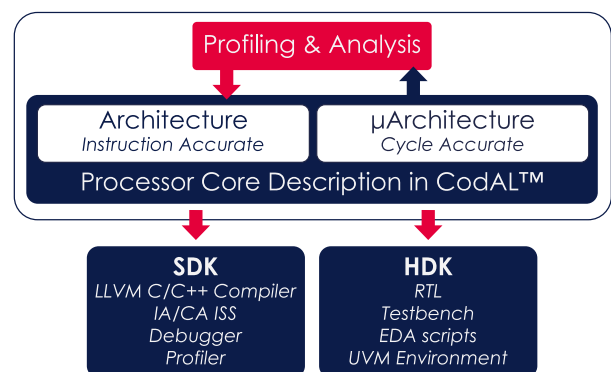 Profiling & Analysis
Architecture
Instruction Accurate
µArchitecture
Cycle Accurate
Processor Core Description in CodAL™
SDK
LLVM C/C++ Compiler
IA/CA ISS
Debugger
Profiler
HDK
RTL
Testbench
EDA scripts
UVM Environment